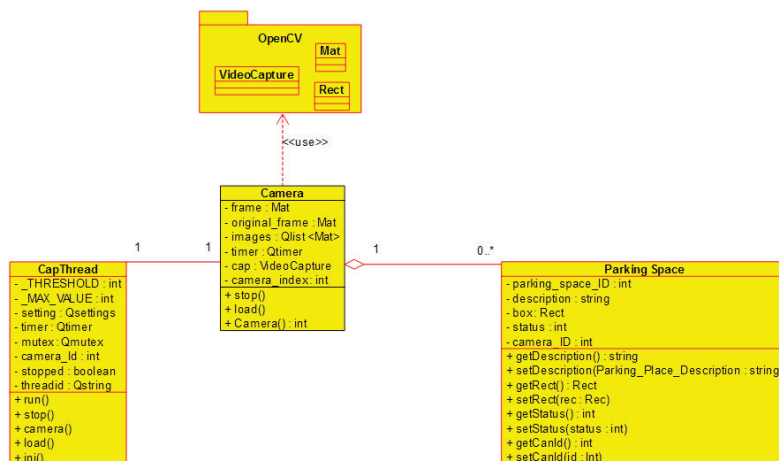 OpenCV
Mat
VideoCapture
Rect
<<use>>
Camera
- frame : Mat
- original_frame : Mat
- images : Qlist <Mat>
- timer : Qtimer
- cap : VideoCapture
- camera_index: int
+ stop()
+ load()
+ Camera() : int
1
1
1
0..*
CapThread
- _THRESHOLD : int
- _MAX_VALUE : int
- setting : Qsettings
- timer : Qtimer
- mutex : Qmutex
- camera_Id : int
- stopped : boolean
- threadid : Qstring
+ run()
+ stop()
+ camera()
+ load()
+ ini()
Parking Space
- parking_space_ID : int
- description : string
- box: Rect
- status : int
- camera_ID : int
+ getDescription() : string
+ setDescription(Parking_Place_Description : string
+ getRect() : Rect
+ setRect(rec : Rec)
+ getStatus() : int
+ setStatus(status : int)
+ getCanId() : int
+ setCanId(id : Int)